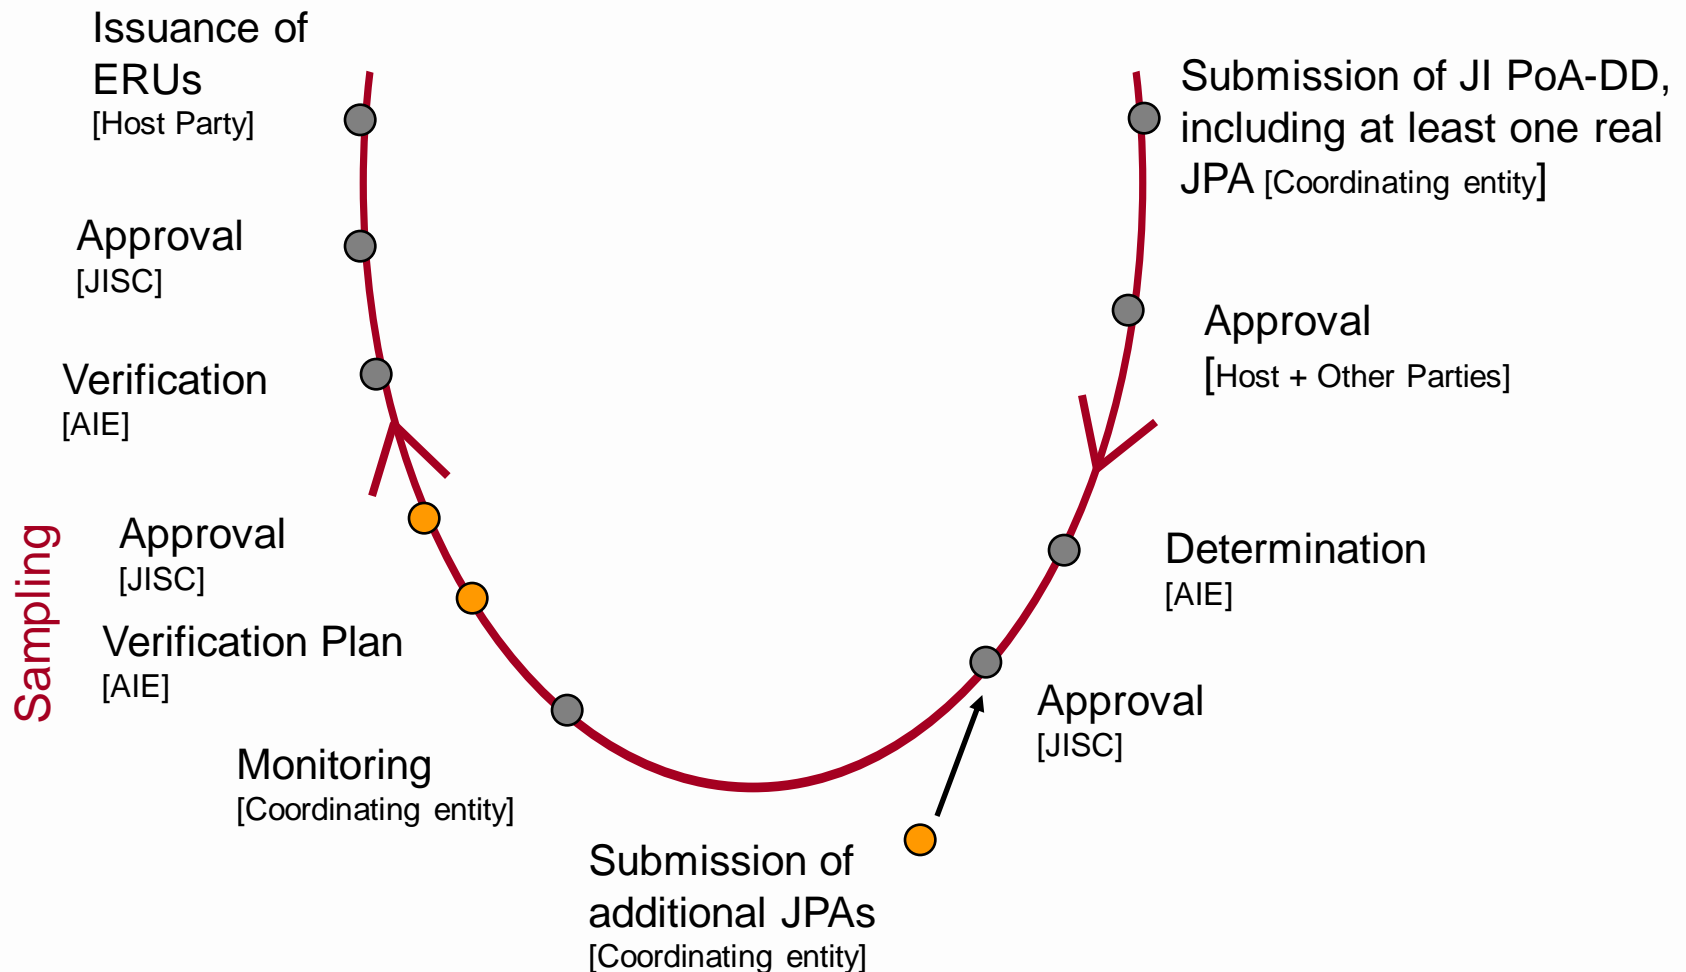 Issuance of
ERUs
[Host Party]
Submission of JI PoA-DD,
including at least one real
JPA [Coordinating entity]
Approval
[JISC]
Approval
[Host + Other Parties]
Verification
[AIE]
Sampling
Approval
[JISC]
Determination
[AIE]
Verification Plan
[AIE]
Approval
[JISC]
Monitoring
[Coordinating entity]
Submission of
additional JPAs
[Coordinating entity]